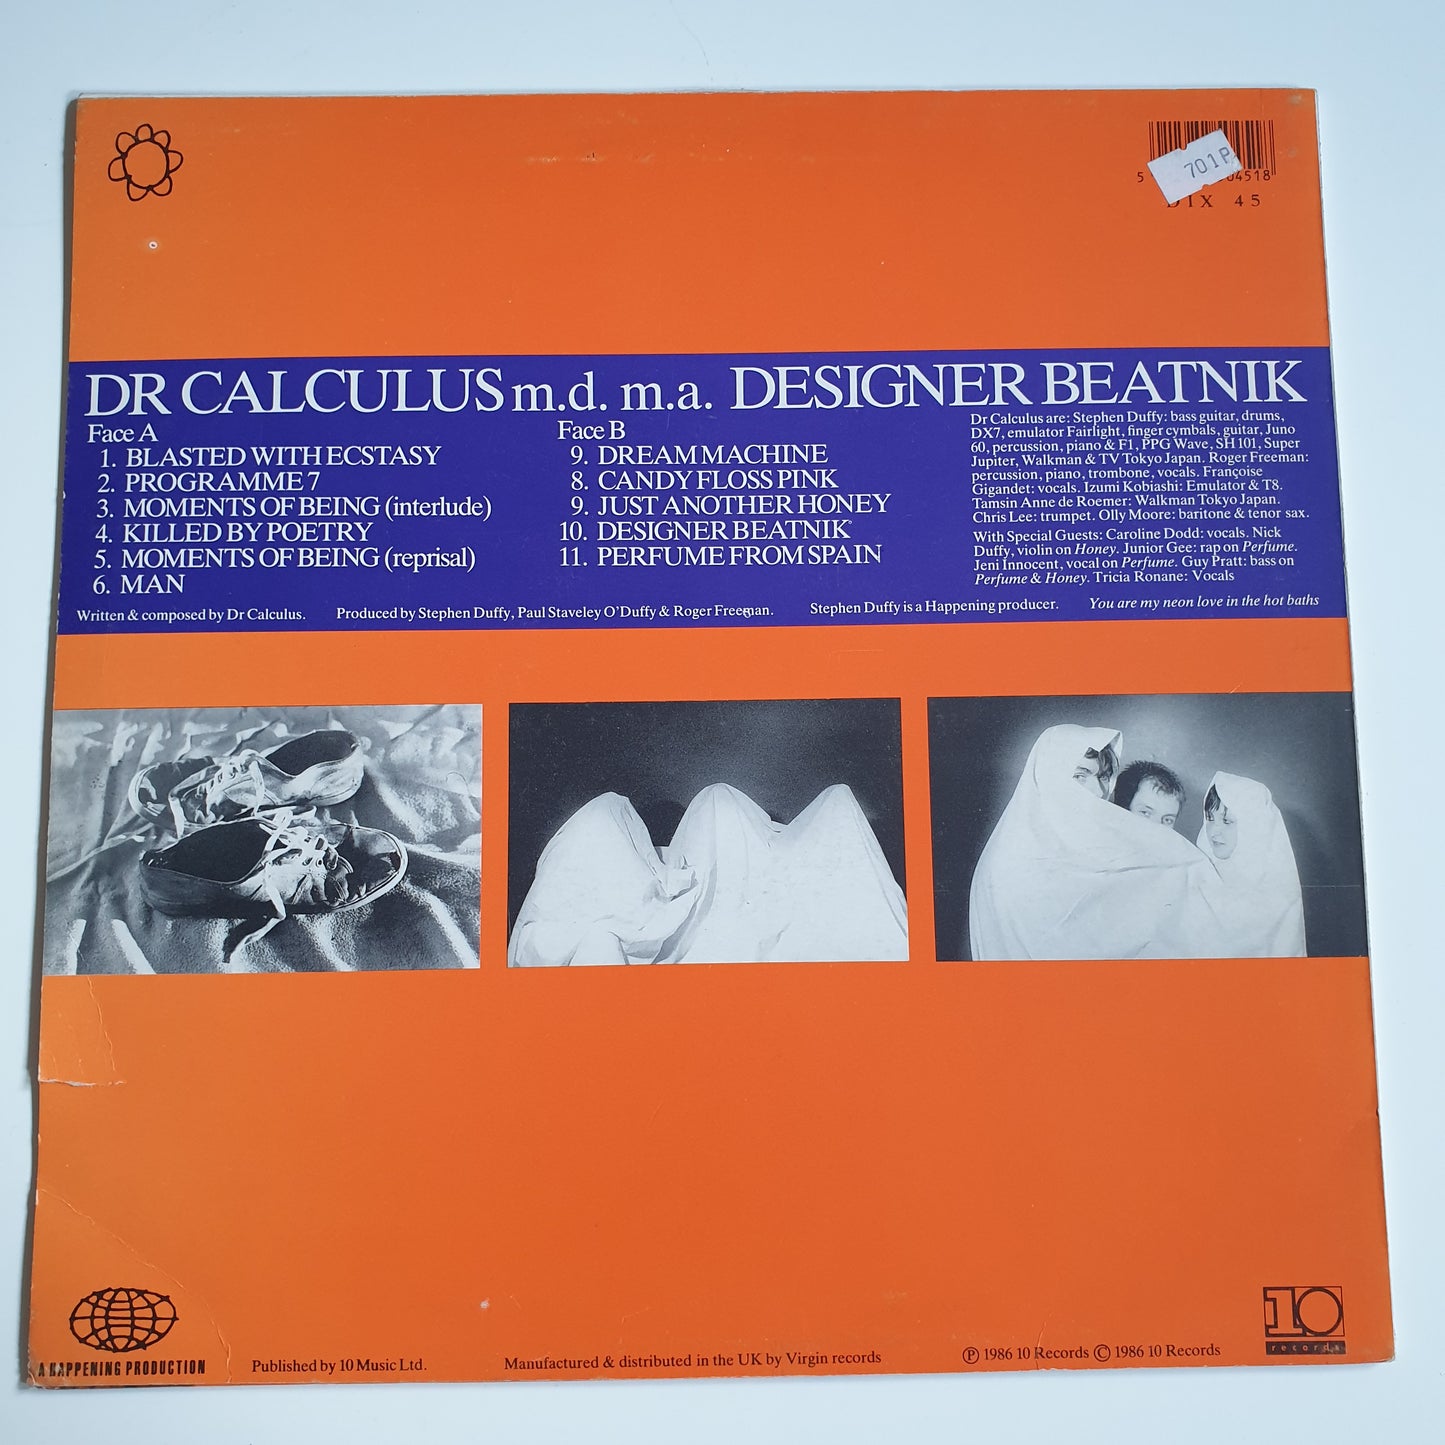 701P
5
04518
DIX 45
DR CALCULUS m.d. m.a. DESIGNER BEATNIK
Face A
1. BLASTED WITH ECSTASY
2. PROGRAMME 7
3. MOMENTS OF BEING (interlude)
4. KILLED BY POETRY
5. MOMENTS OF BEING (reprisal)
6. MAN
Face B
9. DREAM MACHINE
8. CANDY FLOSS PINK
9. JUST ANOTHER HONEY
10. DESIGNER BEATNIK
11. PERFUME FROM SPAIN
Dr Calculus are: Stephen Duffy: bass guitar, drums,
DX7, emulator Fairlight, finger cymbals, guitar, Juno
60, percussion, piano & F1, PPG Wave, SH101, Super
Jupiter, Walkman & TV Tokyo Japan. Roger Freeman:
percussion, piano, trombone, vocals. Françoise
Gigandet: vocals. Izumi Kobiashi: Emulator & T8.
Tamsin Anne de Roemer: Walkman Tokyo Japan.
Chris Lee: trumpet. Olly Moore: baritone & tenor sax.
With Special Guests: Caroline Dodd: vocals. Nick
Duffy, violin on Honey. Junior Gee: rap on Perfume.
Jeni Innocent, vocal on Perfume. Guy Pratt: bass on
Perfume & Honey. Tricia Ronane: Vocals
Written & composed by Dr Calculus. Produced by Stephen Duffy, Paul Staveley O'Duffy & Roger Freeman. Stephen Duffy is a Happening producer. You are my neon love in the hot baths
A HAPPENING PRODUCTION
Published by 10 Music Ltd.
Manufactured & distributed in the UK by Virgin records
Ⓟ 1986 10 Records © 1986 10 Records
10
records